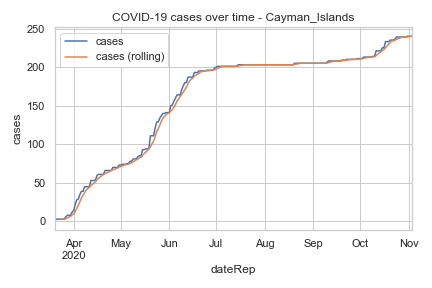 COVID-19 cases over time - Cayman_Islands
cases
cases (rolling)
250
200
150
100
50
0
cases
Apr
2020
May
Jun
Jul
Aug
Sep
Oct
Nov
dateRep